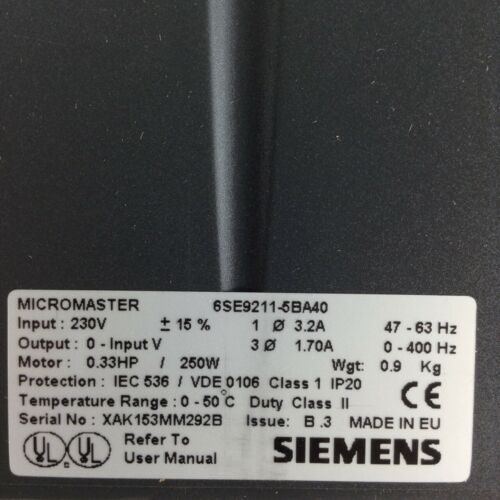 MICROMASTER 6SE9211-5BA40
Input : 230V ± 15 % 1 Ø 3.2A 47 - 63 Hz
Output : 0 - Input V 3 Ø 1.70A 0 - 400 Hz
Motor : 0.33HP / 250W Wgt: 0.9 Kg
Protection : IEC 536 / VDE 0106 Class 1 IP20
Temperature Range : 0 - 50°C Duty Class II
Serial No : XAK153MM292B Issue: B .3 MADE IN EU
CE
UL UL Refer To
User Manual
SIEMENS